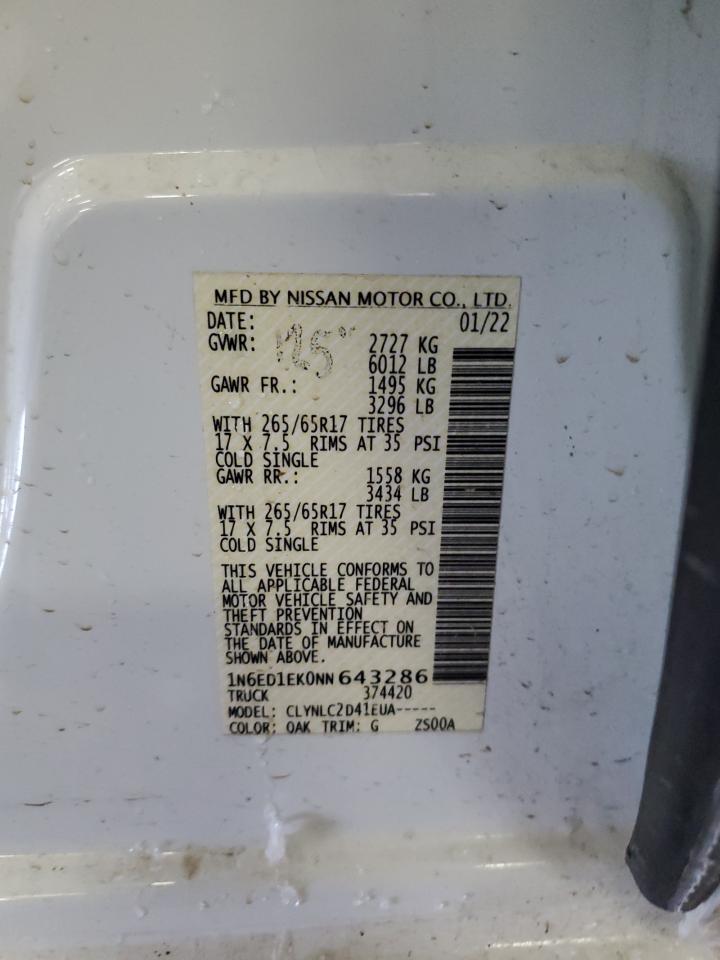 MFD BY NISSAN MOTOR CO., LTD.
DATE: 01/22
GVWR: 2727 KG
6012 LB
GAWR FR.: 1495 KG
3296 LB
WITH 265/65R17 TIRES
17 X 7.5 RIMS AT 35 PSI
COLD SINGLE
GAWR RR.: 1558 KG
3434 LB
WITH 265/65R17 TIRES
17 X 7.5 RIMS AT 35 PSI
COLD SINGLE
THIS VEHICLE CONFORMS TO
ALL APPLICABLE FEDERAL
MOTOR VEHICLE SAFETY AND
THEFT PREVENTION
STANDARDS IN EFFECT ON
THE DATE OF MANUFACTURE
SHOWN ABOVE.
1N6ED1EK0NN643286
TRUCK 374420
MODEL: CLYNLC2D41EUA-----
COLOR: OAK TRIM: G ZS00A